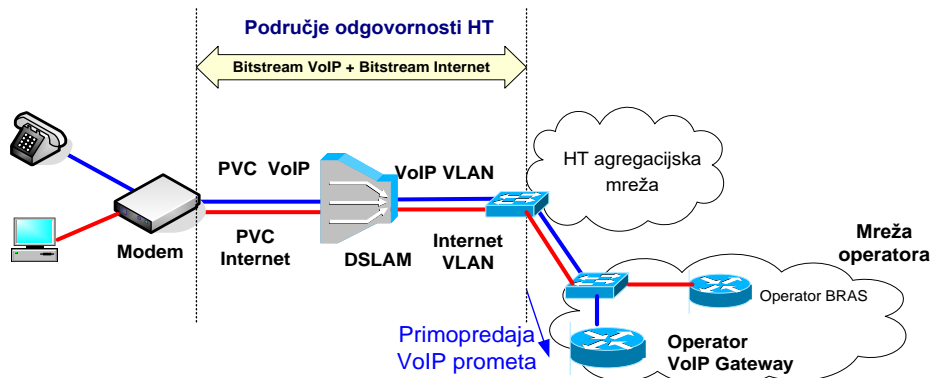 Područje odgovornosti HT
Bitstream VoIP + Bitstream Internet
HT agregacijska
mreža
PVC VoIP
VoIP VLAN
Modem
PVC
Internet
DSLAM
Internet
VLAN
Mreža
operatora
Operator BRAS
Primopredaja
VoIP prometa
Operator
VoIP Gateway